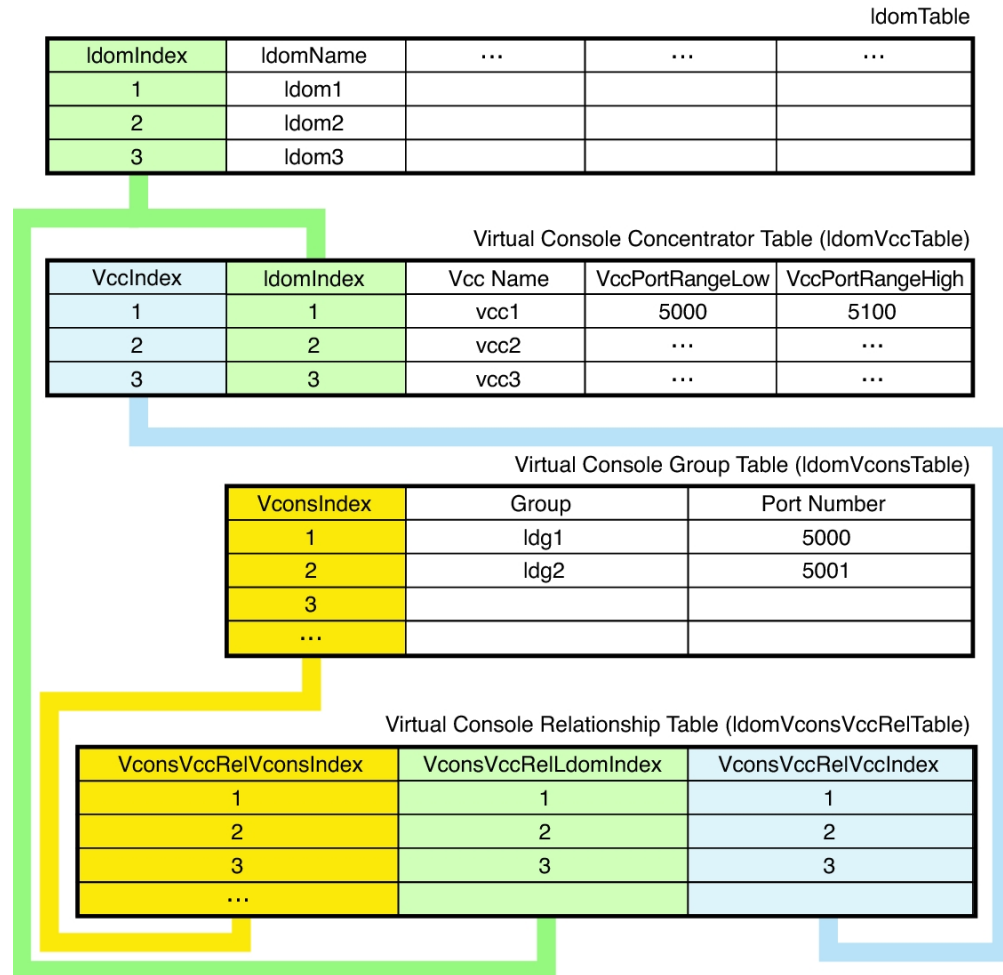 ldomTable
ldomIndex ldomName ... ... ...
1 ldom1
2 ldom2
3 ldom3
Virtual Console Concentrator Table (ldomVccTable)
VccIndex ldomIndex Vcc Name VccPortRangeLow VccPortRangeHigh
1 1 vcc1 5000 5100
2 2 vcc2 ... ...
3 3 vcc3 ... ...
Virtual Console Group Table (ldomVconsTable)
VconsIndex Group Port Number
1 ldg1 5000
2 ldg2 5001
3
...
Virtual Console Relationship Table (ldomVconsVccRelTable)
VconsVccRelVconsIndex VconsVccRelLdomIndex VconsVccRelVccIndex
1 1 1
2 2 2
3 3 3
...